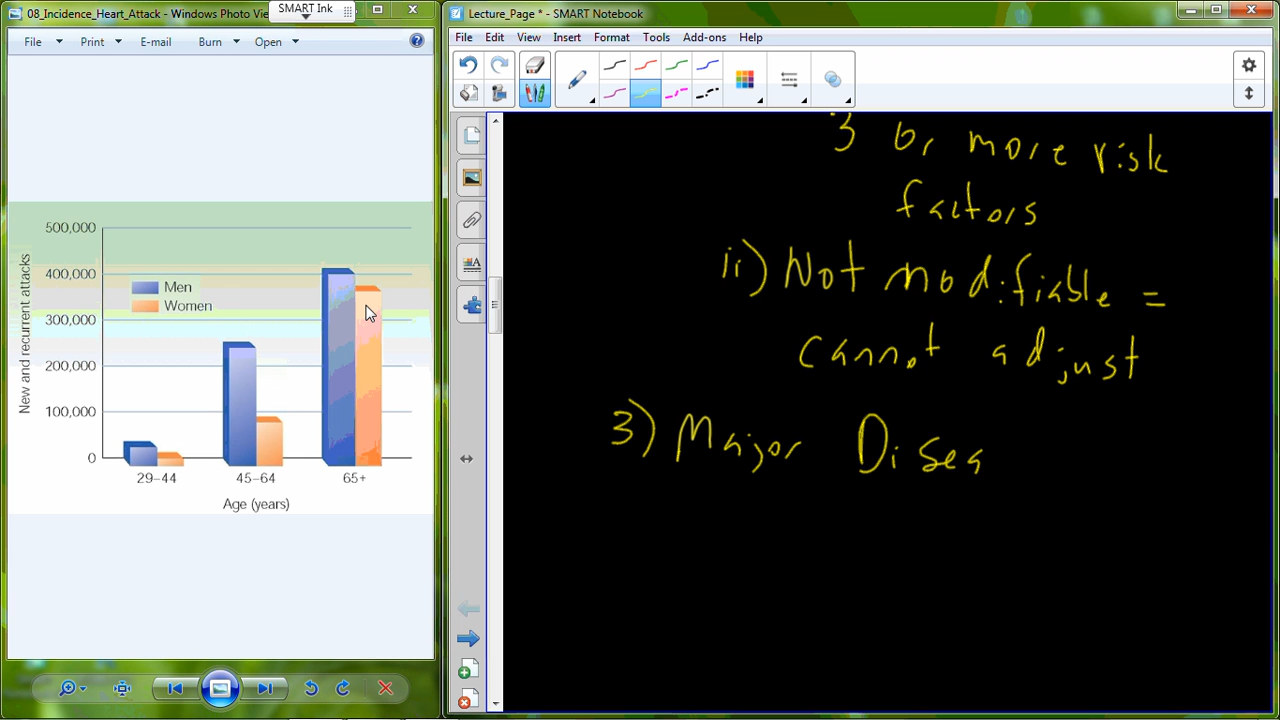 08_Incidence_Heart_Attack - Windows Photo Vie
SMART Ink
File Print E-mail Burn Open
500,000
400,000
300,000
200,000
100,000
0
New and recurrent attacks
Men
Women
29–44 45–64 65+
Age (years)
Lecture_Page * - SMART Notebook
File Edit View Insert Format Tools Add-ons Help
3 or more risk
factors
ii) Not modifiable =
cannot adjust
3) Major Disea